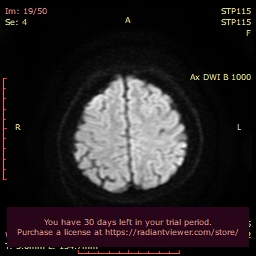 Im: 19/50
Se: 4
A
STP115
STP115
F
Ax DWI B 1000
R
L
You have 30 days left in your trial period.
Purchase a license at https://radiantviewer.com/store/